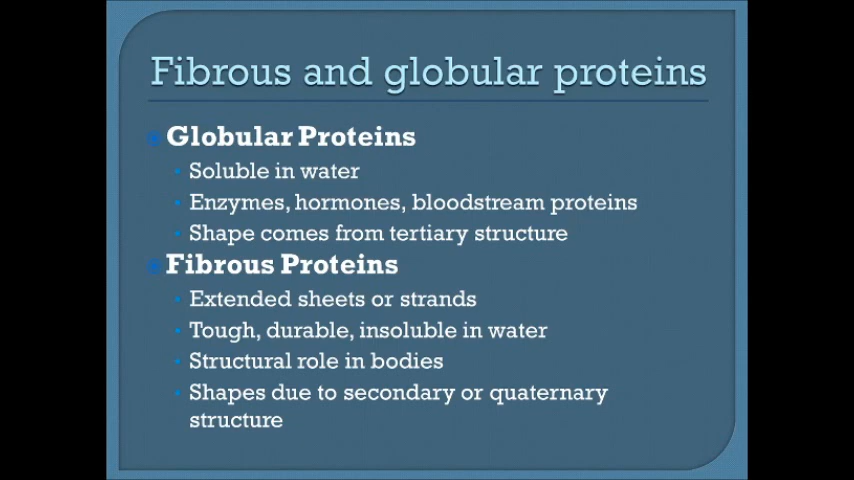 Fibrous and globular proteins
Globular Proteins
Soluble in water
Enzymes, hormones, bloodstream proteins
Shape comes from tertiary structure
Fibrous Proteins
Extended sheets or strands
Tough, durable, insoluble in water
Structural role in bodies
Shapes due to secondary or quaternary
structure